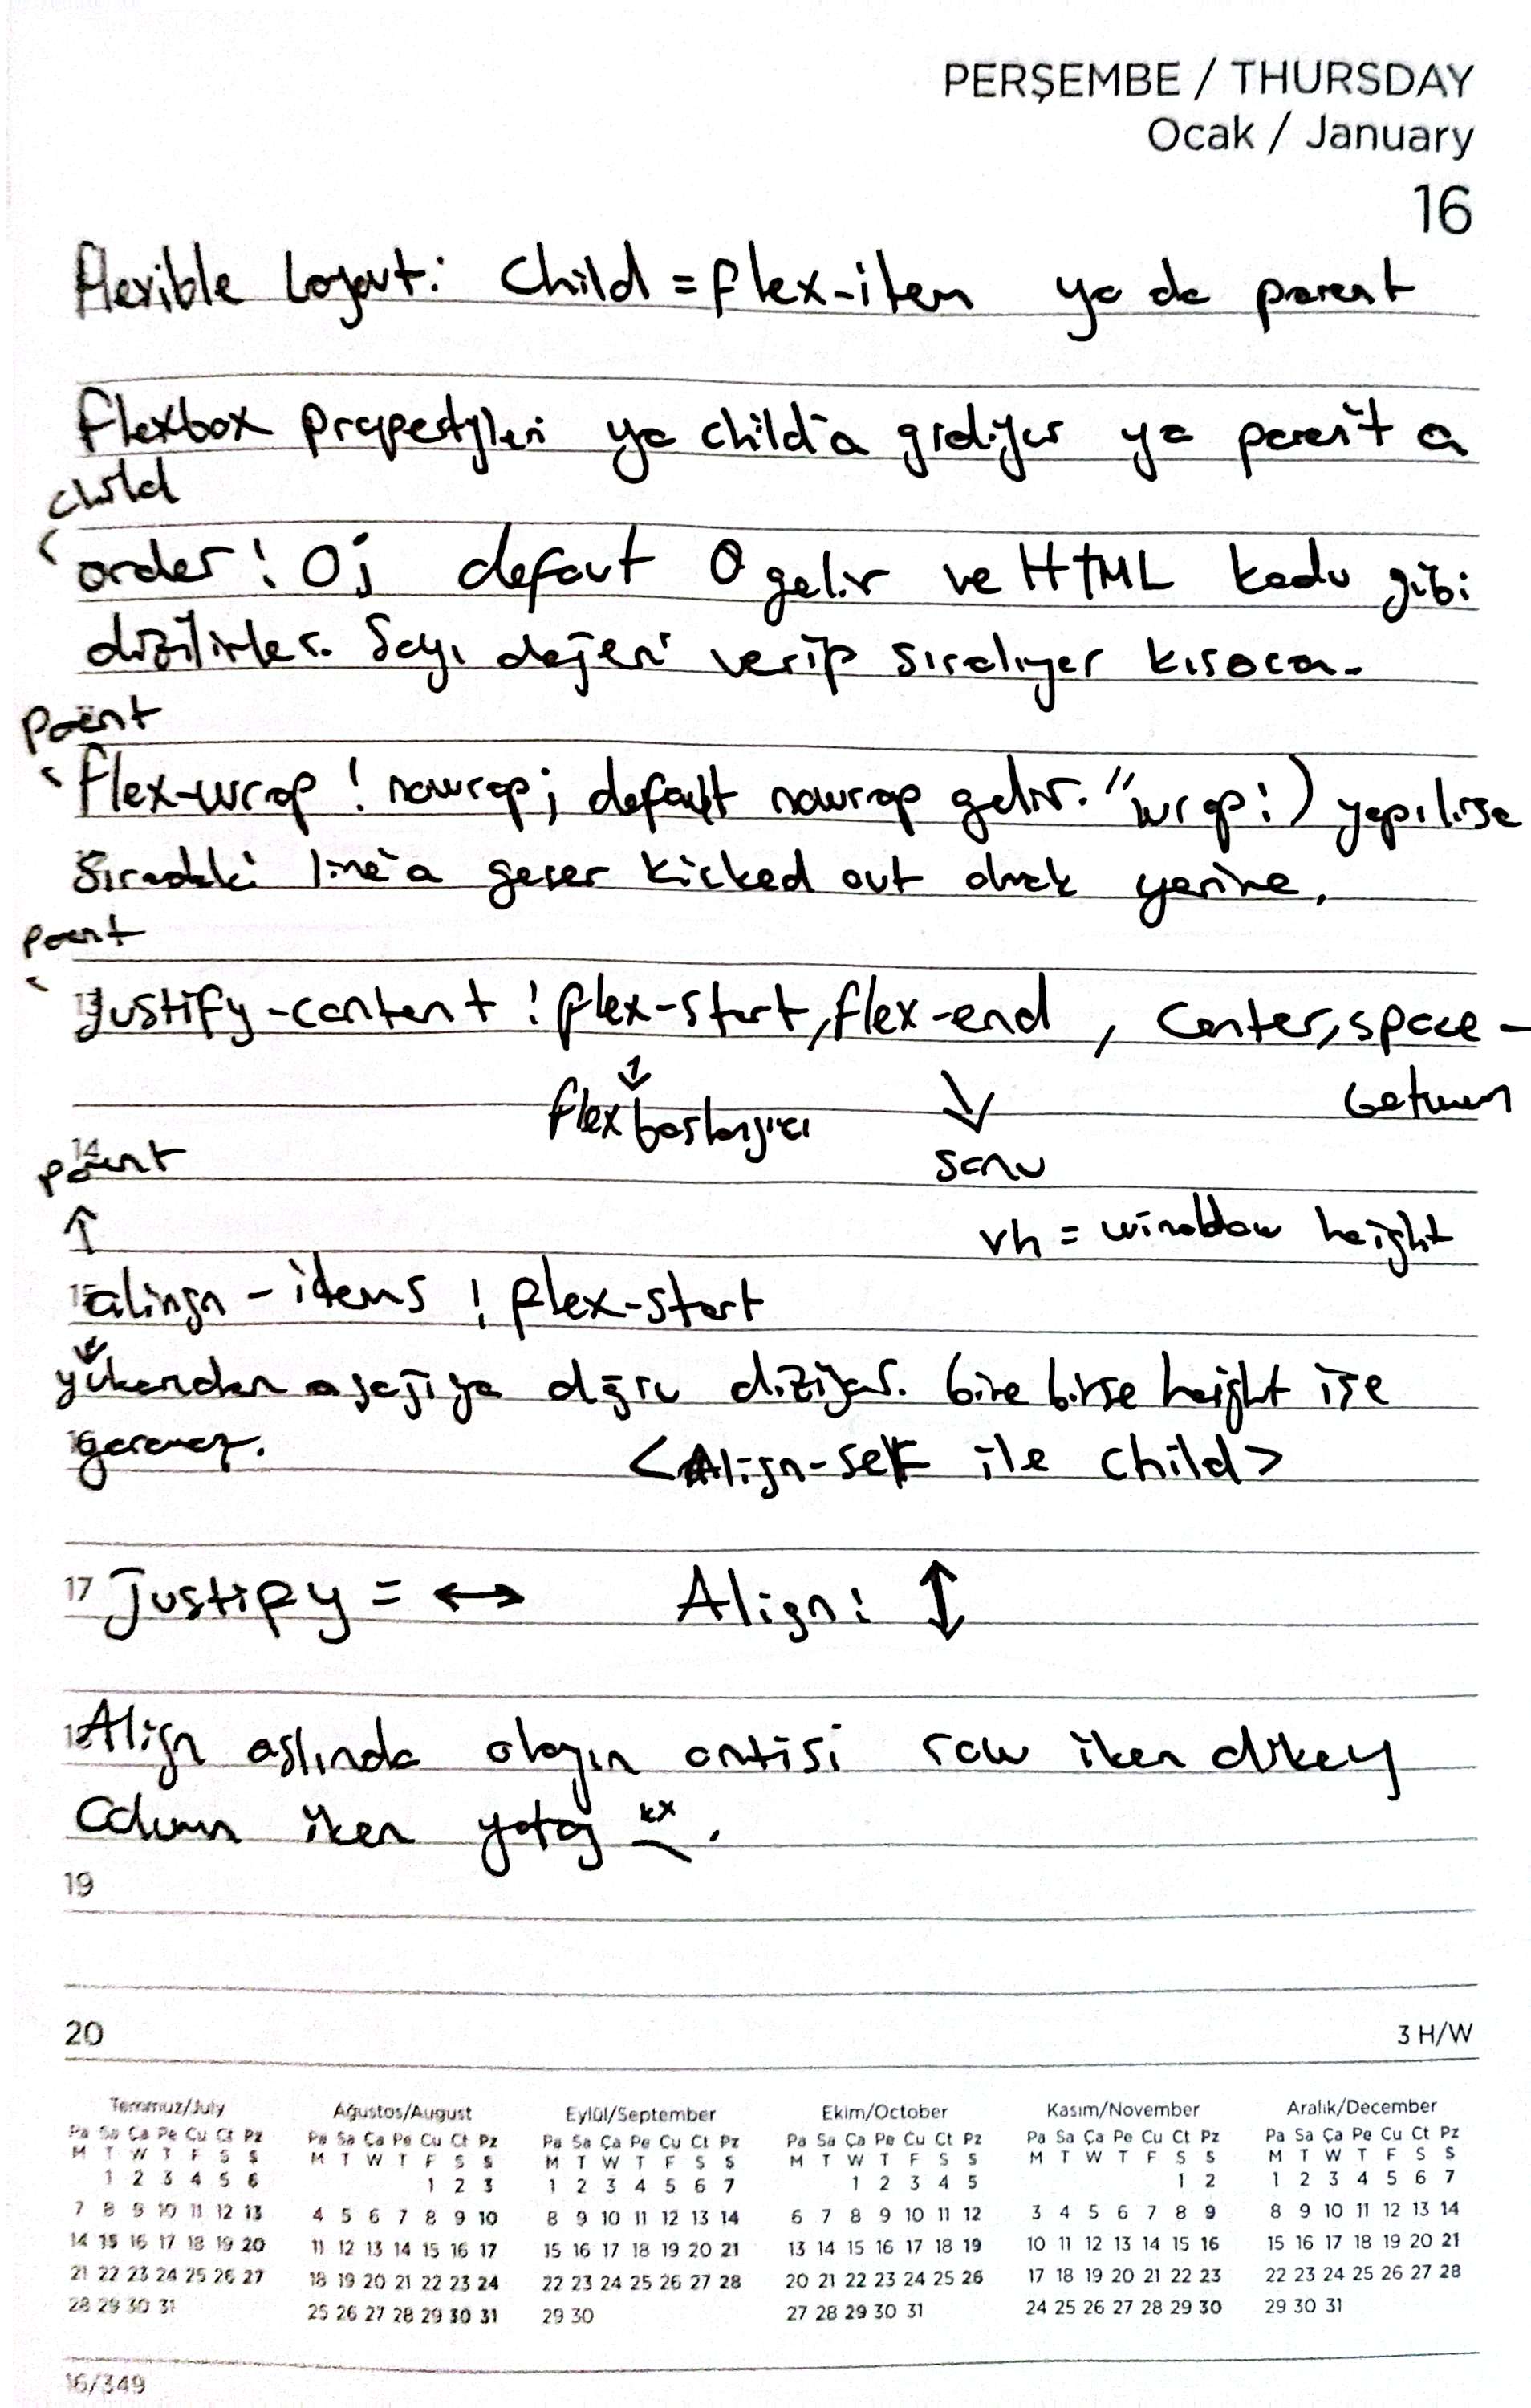 PERŞEMBE / THURSDAY
Ocak / January
16
flexible Layout: Child = flex-item ya da parent
flexbox propertyleri ya child'a gidiyor ya parent a
child
order : 0; default 0 gelir ve HTML kodu gibi
dizilirler. Sayı değeri verip sıralıyor kısaca.
parent
flex-wrap : nowrap; default nowrap gelir. "wrap:) yapılırsa
Sıradaki line'a geçer kicked out olmak yerine.
parent
justify-content : flex-start, flex-end , center, space-
between
flex başlangıcı
sonu
14
parent
vh = window height
15
alingn-items : flex-start
yukarıdan aşağıya doğru diziyor. bire birse height işe
yaramaz.
<Align-self ile child>
17 Justify = ↔ Align: ↕
Align aslında olayın antisi row iken dikey
Column iken yatay .
19
20
3 H/W
Temmuz/July
Pa Sa Ça Pe Cu Ct Pz
M T W T F S S
1 2 3 4 5 6
7 8 9 10 11 12 13
14 15 16 17 18 19 20
21 22 23 24 25 26 27
28 29 30 31
Ağustos/August
Pa Sa Ça Pe Cu Ct Pz
M T W T F S S
1 2 3
4 5 6 7 8 9 10
11 12 13 14 15 16 17
18 19 20 21 22 23 24
25 26 27 28 29 30 31
Eylül/September
Pa Sa Ça Pe Cu Ct Pz
M T W T F S S
1 2 3 4 5 6 7
8 9 10 11 12 13 14
15 16 17 18 19 20 21
22 23 24 25 26 27 28
29 30
Ekim/October
Pa Sa Ça Pe Cu Ct Pz
M T W T F S S
1 2 3 4 5
6 7 8 9 10 11 12
13 14 15 16 17 18 19
20 21 22 23 24 25 26
27 28 29 30 31
Kasım/November
Pa Sa Ça Pe Cu Ct Pz
M T W T F S S
1 2
3 4 5 6 7 8 9
10 11 12 13 14 15 16
17 18 19 20 21 22 23
24 25 26 27 28 29 30
Aralık/December
Pa Sa Ça Pe Cu Ct Pz
M T W T F S S
1 2 3 4 5 6 7
8 9 10 11 12 13 14
15 16 17 18 19 20 21
22 23 24 25 26 27 28
29 30 31
16/349